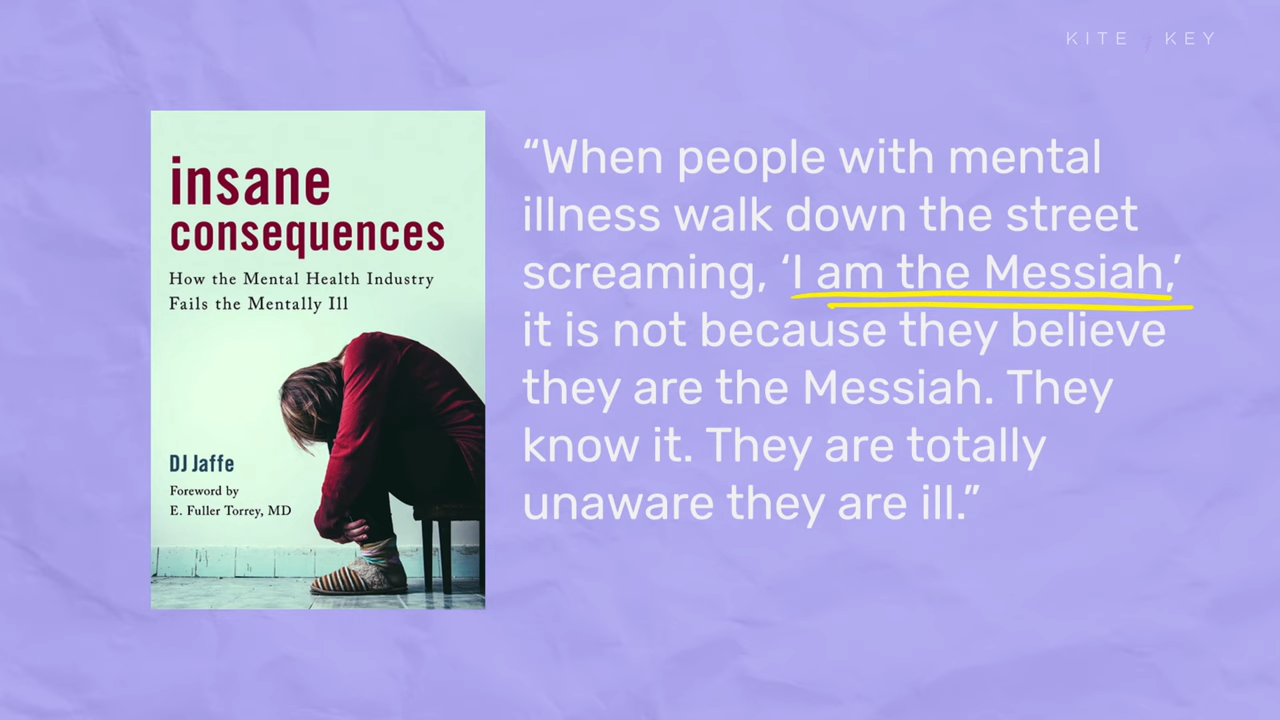 KITE & KEY
insane
consequences
How the Mental Health Industry
Fails the Mentally Ill
DJ Jaffe
Foreword by
E. Fuller Torrey, MD
“When people with mental
illness walk down the street
screaming, ‘I am the Messiah,’
it is not because they believe
they are the Messiah. They
know it. They are totally
unaware they are ill.”